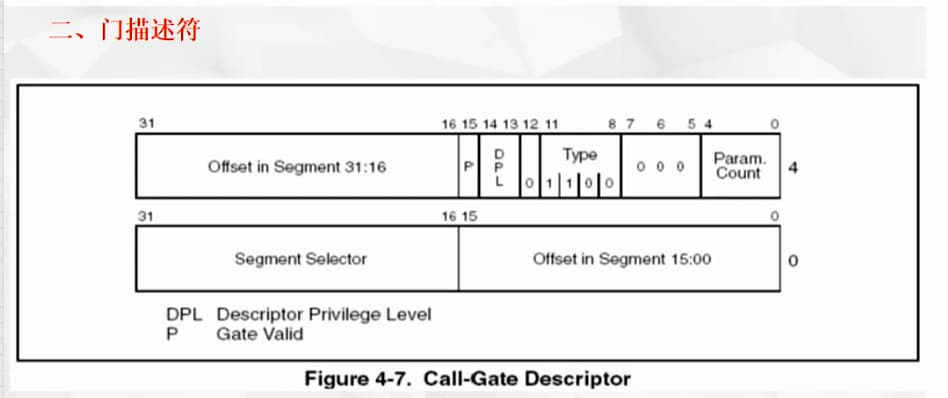 二、门描述符
31 16 15 14 13 12 11 8 7 6 5 4 0
Offset in Segment 31:16 P DPL 0 Type 1 1 0 0 0 0 0 Param. Count 4
31 16 15 0
Segment Selector Offset in Segment 15:00 0
DPL Descriptor Privilege Level
P Gate Valid
Figure 4-7. Call-Gate Descriptor